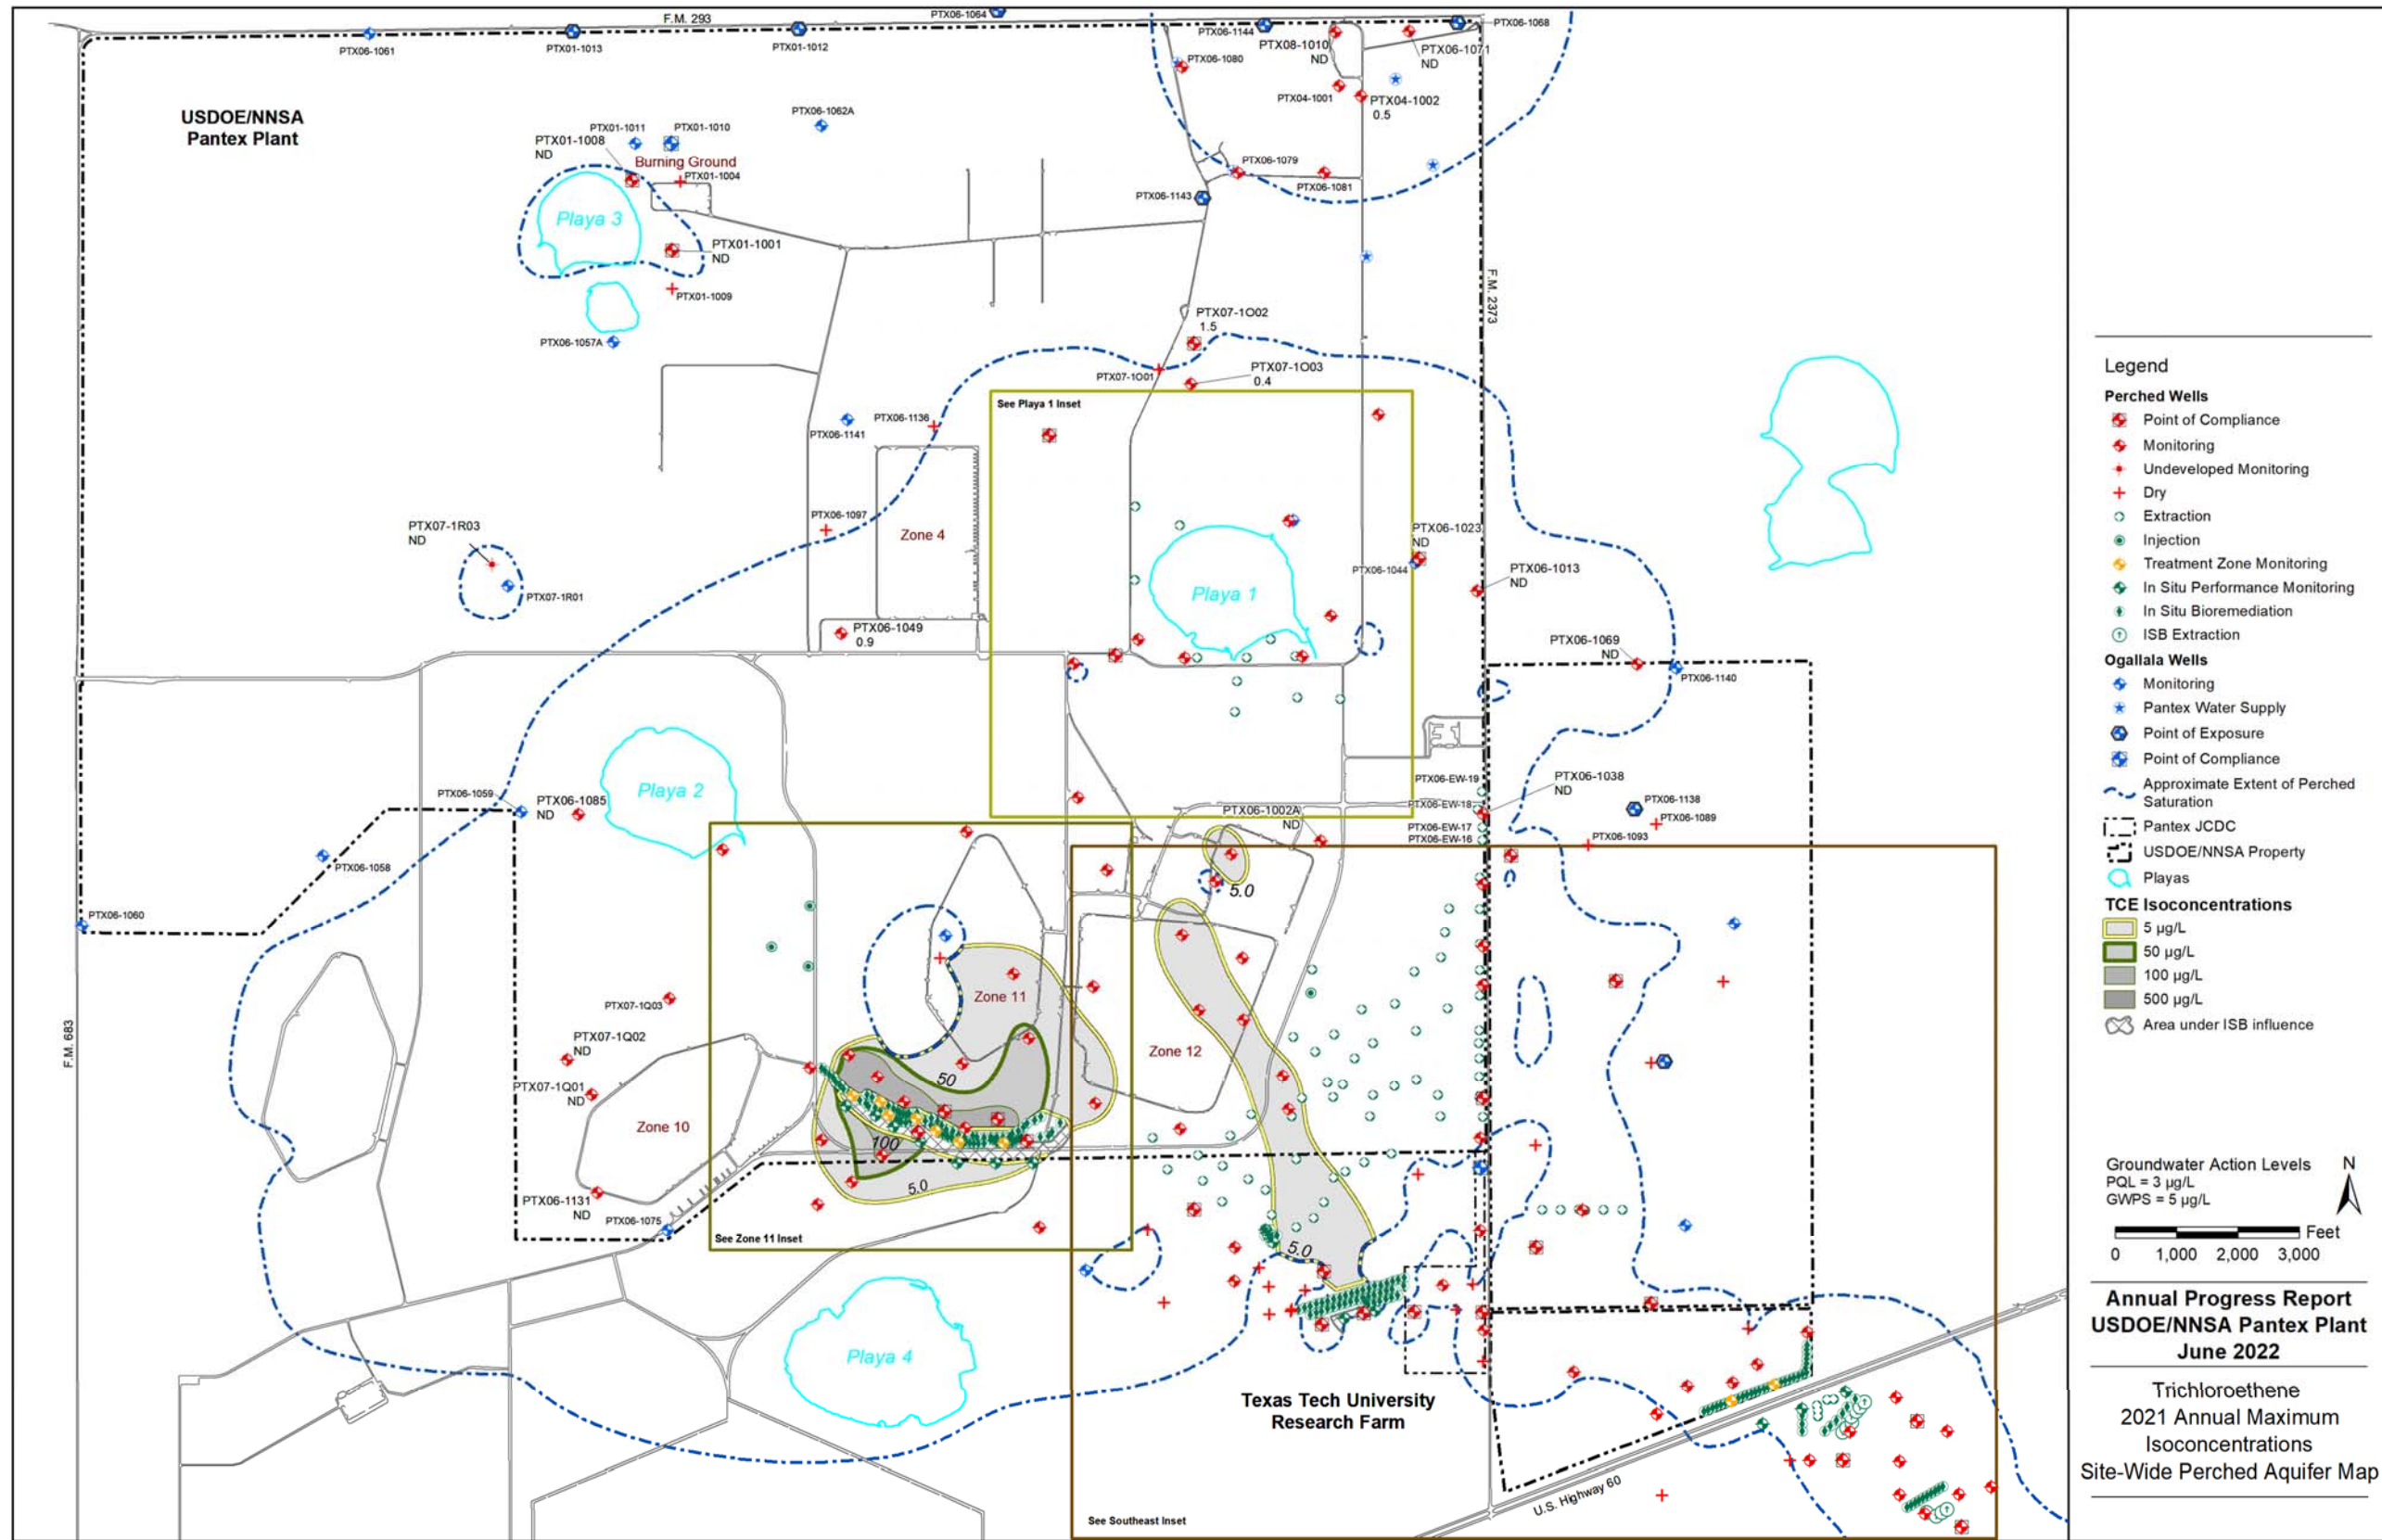 F.M. 293
PTX06-1064
PTX06-1061
PTX01-1013
PTX01-1012
PTX06-1144
PTX06-1068
PTX08-1010
ND
PTX06-1071
ND
PTX06-1080
PTX04-1001
PTX04-1002
0.5
USDOE/NNSA
Pantex Plant
PTX06-1062A
PTX01-1008
ND
PTX01-1011
PTX01-1010
Burning Ground
PTX01-1004
Playa 3
PTX01-1001
ND
PTX01-1009
PTX06-1057A
PTX06-1079
PTX06-1081
PTX06-1143
F.M. 2373
PTX07-1O02
1.5
PTX07-1O01
PTX07-1O03
0.4
See Playa 1 Inset
PTX06-1141
PTX06-1136
PTX06-1097
Zone 4
PTX07-1R03
ND
PTX07-1R01
PTX06-1023
ND
PTX06-1044
PTX06-1013
ND
Playa 1
PTX06-1049
0.9
PTX06-1069
ND
PTX06-1140
Playa 2
PTX06-1059
PTX06-1085
ND
PTX06-1058
PTX06-1060
PTX06-EW-19
PTX06-1038
ND
PTX06-EW-18
PTX06-EW-17
PTX06-EW-16
PTX06-1002A
ND
PTX06-1138
PTX06-1089
PTX06-1093
5.0
Zone 11
PTX07-1Q03
PTX07-1Q02
ND
PTX07-1Q01
ND
F.M. 683
Zone 12
50
100
5.0
Zone 10
PTX06-1131
ND
PTX06-1075
See Zone 11 Inset
5.0
Playa 4
Texas Tech University
Research Farm
U.S. Highway 60
See Southeast Inset
Legend
Perched Wells
Point of Compliance
Monitoring
Undeveloped Monitoring
Dry
Extraction
Injection
Treatment Zone Monitoring
In Situ Performance Monitoring
In Situ Bioremediation
ISB Extraction
Ogallala Wells
Monitoring
Pantex Water Supply
Point of Exposure
Point of Compliance
Approximate Extent of Perched
Saturation
Pantex JCDC
USDOE/NNSA Property
Playas
TCE Isoconcentrations
5 µg/L
50 µg/L
100 µg/L
500 µg/L
Area under ISB influence
Groundwater Action Levels
PQL = 3 µg/L
GWPS = 5 µg/L
N
Feet
0 1,000 2,000 3,000
Annual Progress Report
USDOE/NNSA Pantex Plant
June 2022
Trichloroethene
2021 Annual Maximum
Isoconcentrations
Site-Wide Perched Aquifer Map